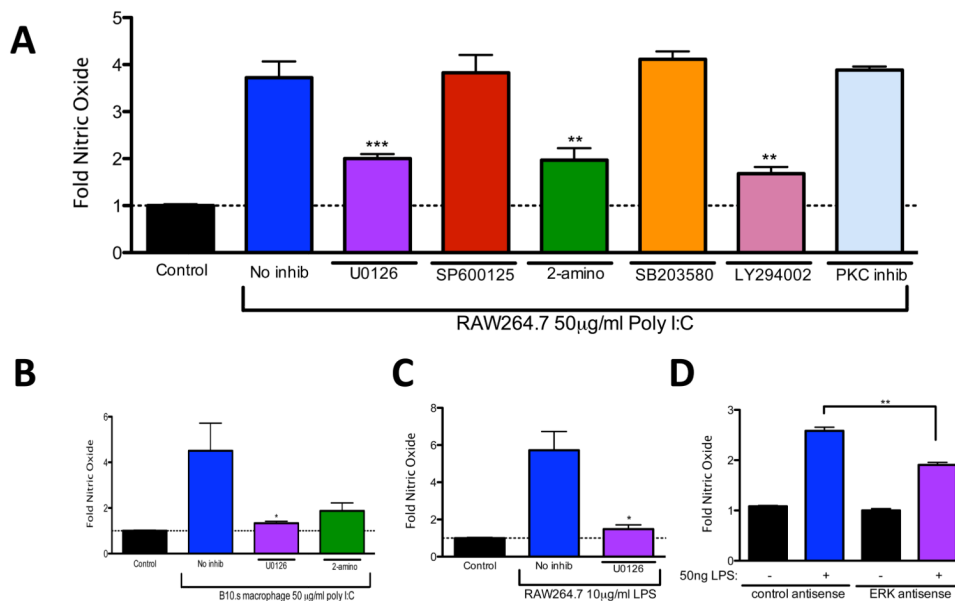 A
Fold Nitric Oxide
5
4
3
2
1
0
***
**
**
Control
No inhib
U0126
SP600125
2-amino
SB203580
LY294002
PKC inhib
RAW264.7 50μg/ml Poly I:C
B
Fold Nitric Oxide
6
4
2
0
*
Control
No inhib
U0126
2-amino
B10.s macrophage 50 μg/ml poly I:C
C
Fold Nitric Oxide
8
6
4
2
0
*
Control
No inhib
U0126
RAW264.7 10μg/ml LPS
D
Fold Nitric Oxide
3
2
1
0
**
50ng LPS: - + - +
control antisense ERK antisense